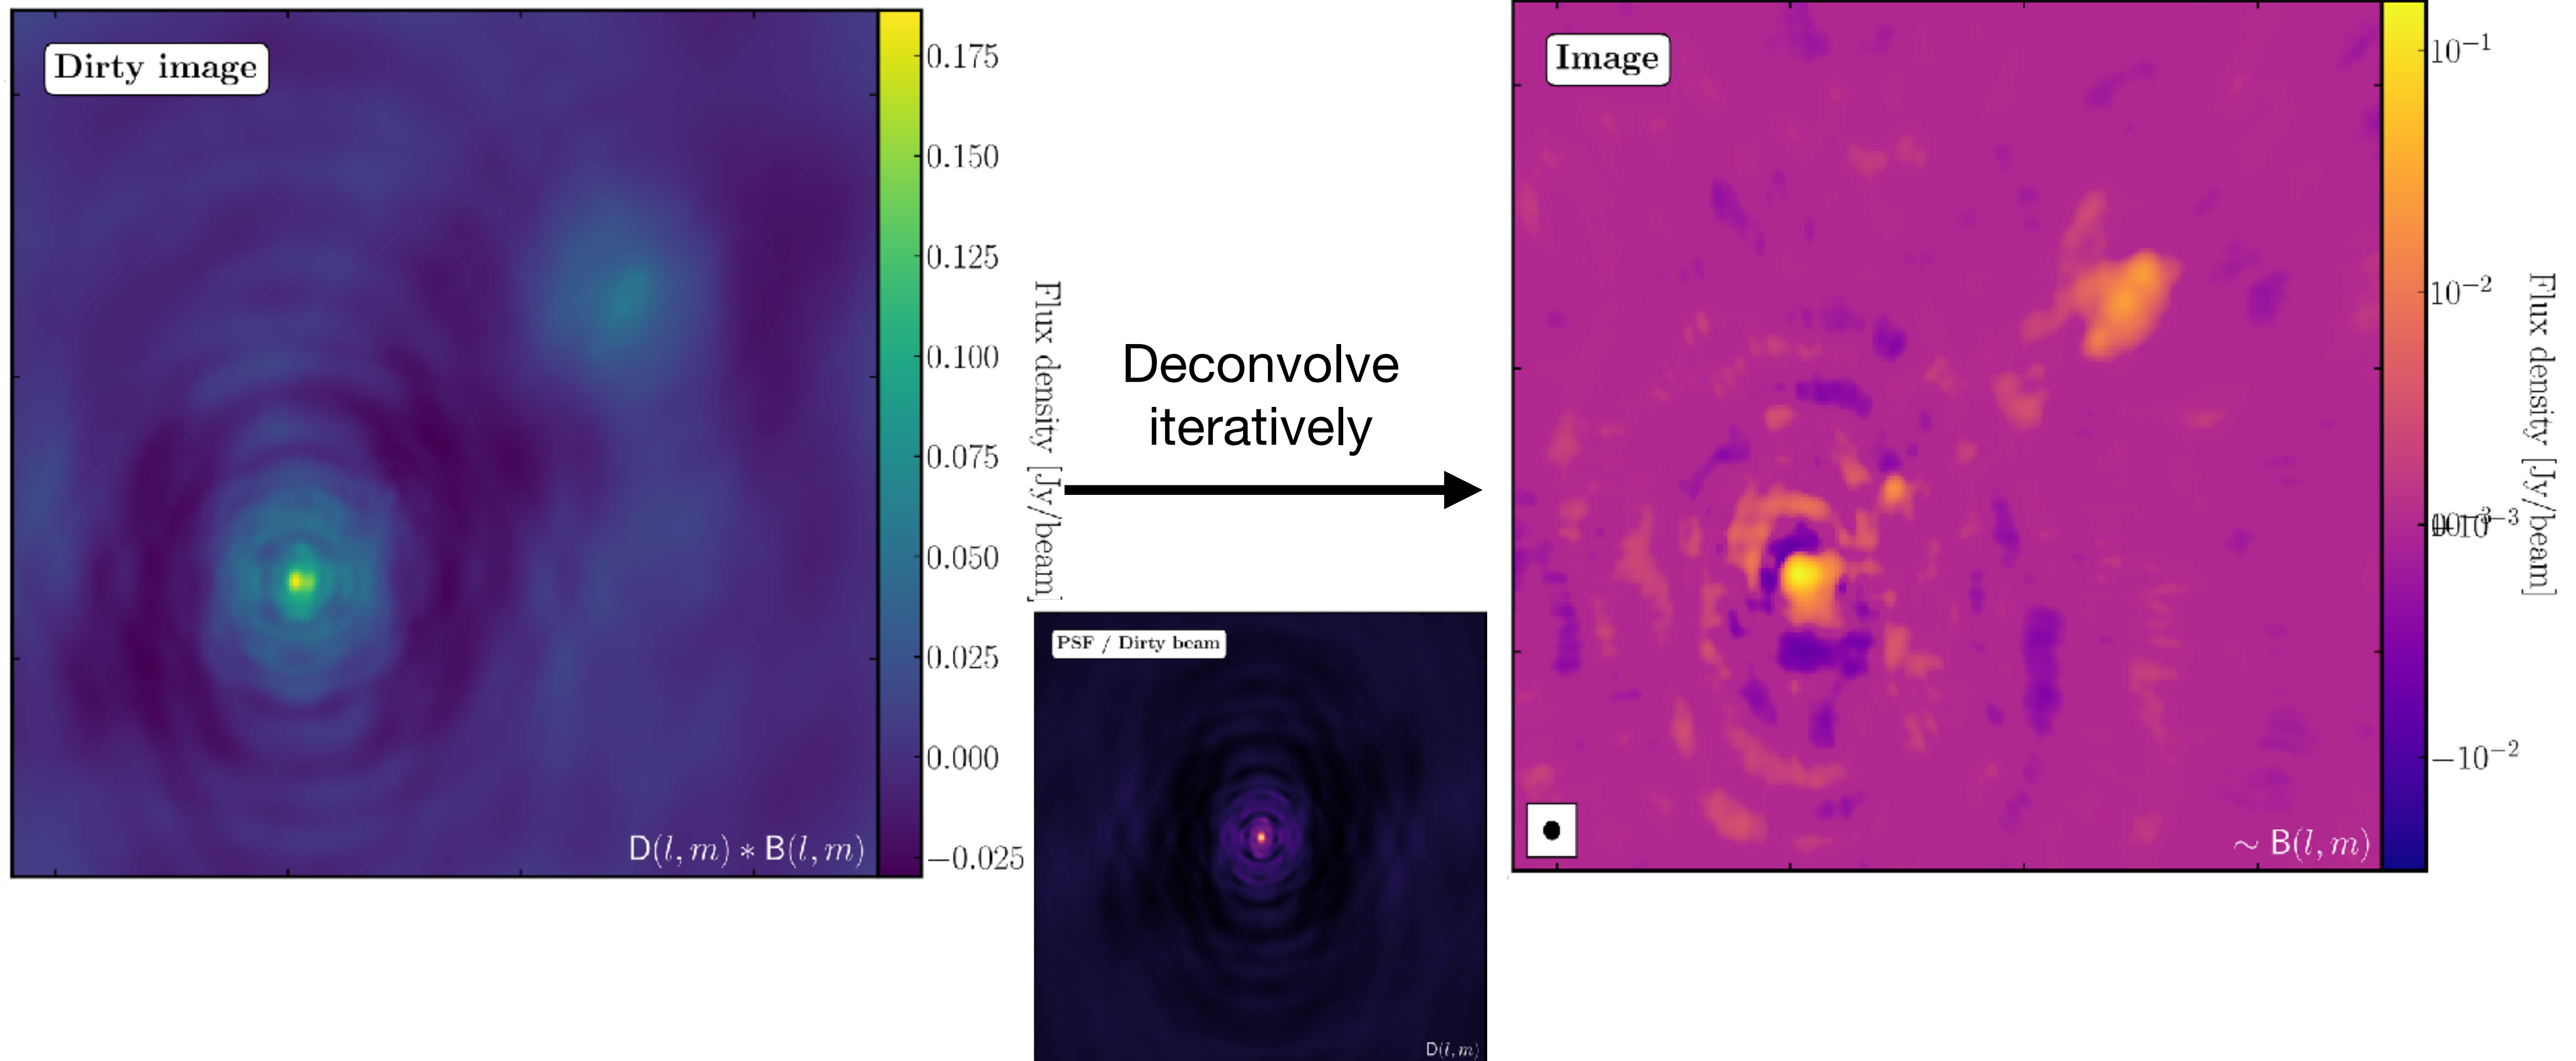 Dirty image
0.175
0.150
0.125
0.100
0.075
0.050
0.025
0.000
−0.025
Flux density [Jy/beam]
D(l, m) ∗ B(l, m)
Deconvolve
iteratively
PSF / Dirty beam
D(l, m)
Image
10⁻¹
10⁻²
−10⁻²
Flux density [Jy/beam]
∼ B(l, m)